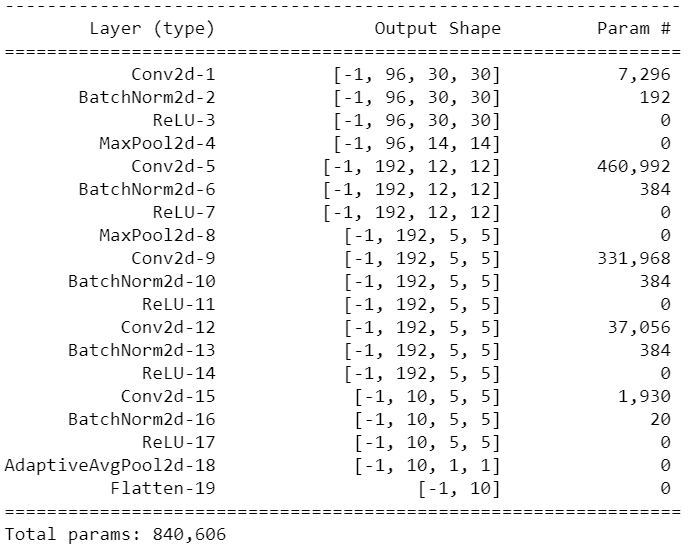 ----------------------------------------------------------------
        Layer (type)               Output Shape         Param #
================================================================
            Conv2d-1           [-1, 96, 30, 30]           7,296
       BatchNorm2d-2           [-1, 96, 30, 30]             192
              ReLU-3           [-1, 96, 30, 30]               0
         MaxPool2d-4           [-1, 96, 14, 14]               0
            Conv2d-5          [-1, 192, 12, 12]         460,992
       BatchNorm2d-6          [-1, 192, 12, 12]             384
              ReLU-7          [-1, 192, 12, 12]               0
         MaxPool2d-8            [-1, 192, 5, 5]               0
            Conv2d-9            [-1, 192, 5, 5]         331,968
      BatchNorm2d-10            [-1, 192, 5, 5]             384
             ReLU-11            [-1, 192, 5, 5]               0
           Conv2d-12            [-1, 192, 5, 5]          37,056
      BatchNorm2d-13            [-1, 192, 5, 5]             384
             ReLU-14            [-1, 192, 5, 5]               0
           Conv2d-15             [-1, 10, 5, 5]           1,930
      BatchNorm2d-16             [-1, 10, 5, 5]              20
             ReLU-17             [-1, 10, 5, 5]               0
AdaptiveAvgPool2d-18             [-1, 10, 1, 1]               0
          Flatten-19                   [-1, 10]               0
================================================================
Total params: 840,606